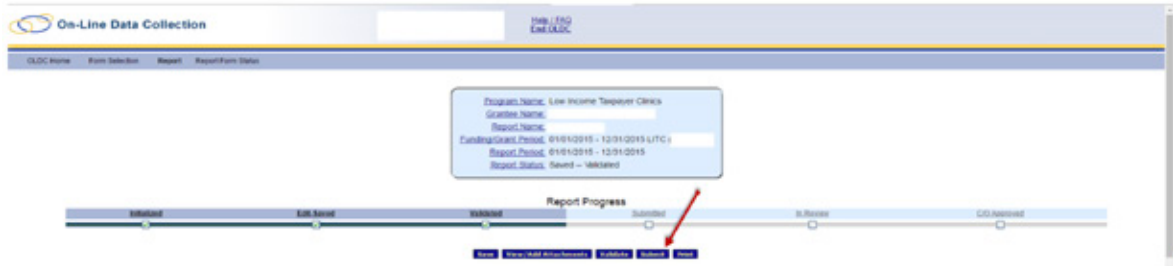 On-Line Data Collection
Help / FAQ
End OLDC
OLDC Home Form Selection Report Report/Form Status
Program Name: Low Income Taxpayer Clinics
Grantee Name:
Report Name:
Funding/Grant Period: 01/01/2015 - 12/31/2015 LITC
Report Period: 01/01/2015 - 12/31/2015
Report Status: Saved -- Validated
Report Progress
Initialized Edit Saved Validated Submitted In Review C/O Approved
Save View/Add Attachments Validate Submit Print